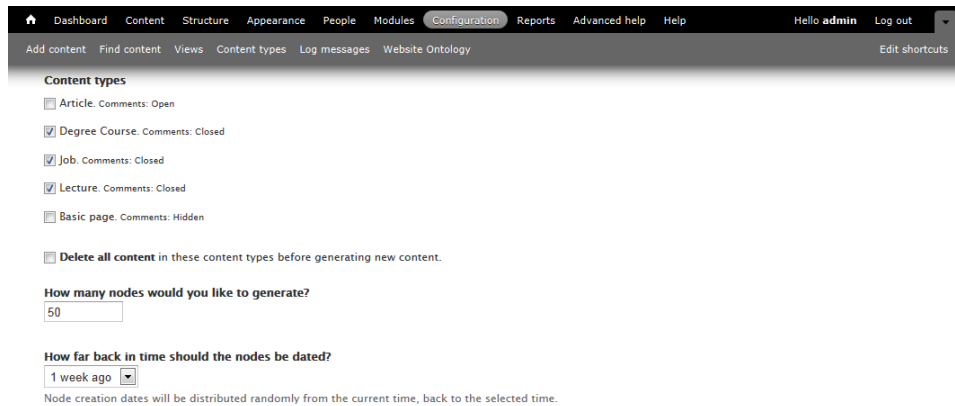 Dashboard Content Structure Appearance People Modules Configuration Reports Advanced help Help Hello admin Log out
Add content Find content Views Content types Log messages Website Ontology Edit shortcuts
Content types
Article. Comments: Open
Degree Course. Comments: Closed
Job. Comments: Closed
Lecture. Comments: Closed
Basic page. Comments: Hidden
Delete all content in these content types before generating new content.
How many nodes would you like to generate?
50
How far back in time should the nodes be dated?
1 week ago
Node creation dates will be distributed randomly from the current time, back to the selected time.